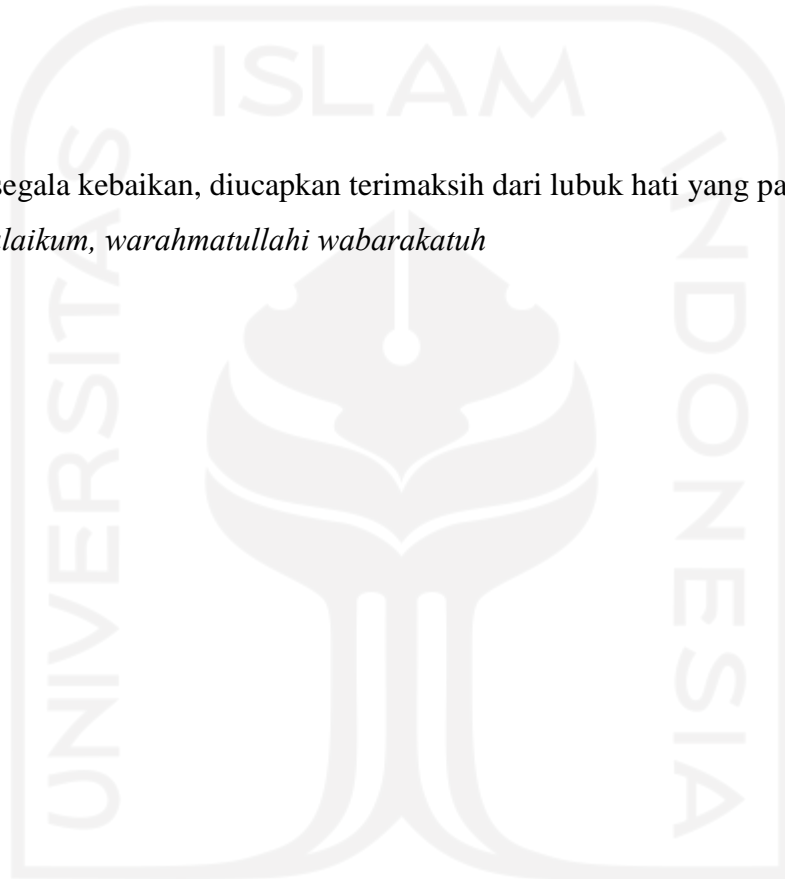 ISLAM
UNIVERSITAS
INDONESIA
segala kebaikan, diucapkan terimaksih dari lubuk hati yang pa
laikum, warahmatullahi wabarakatuh